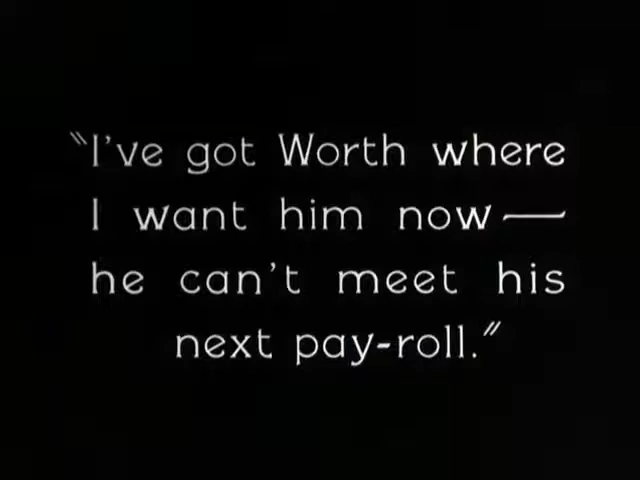 "I've got Worth where
I want him now—
he can't meet his
next pay-roll."